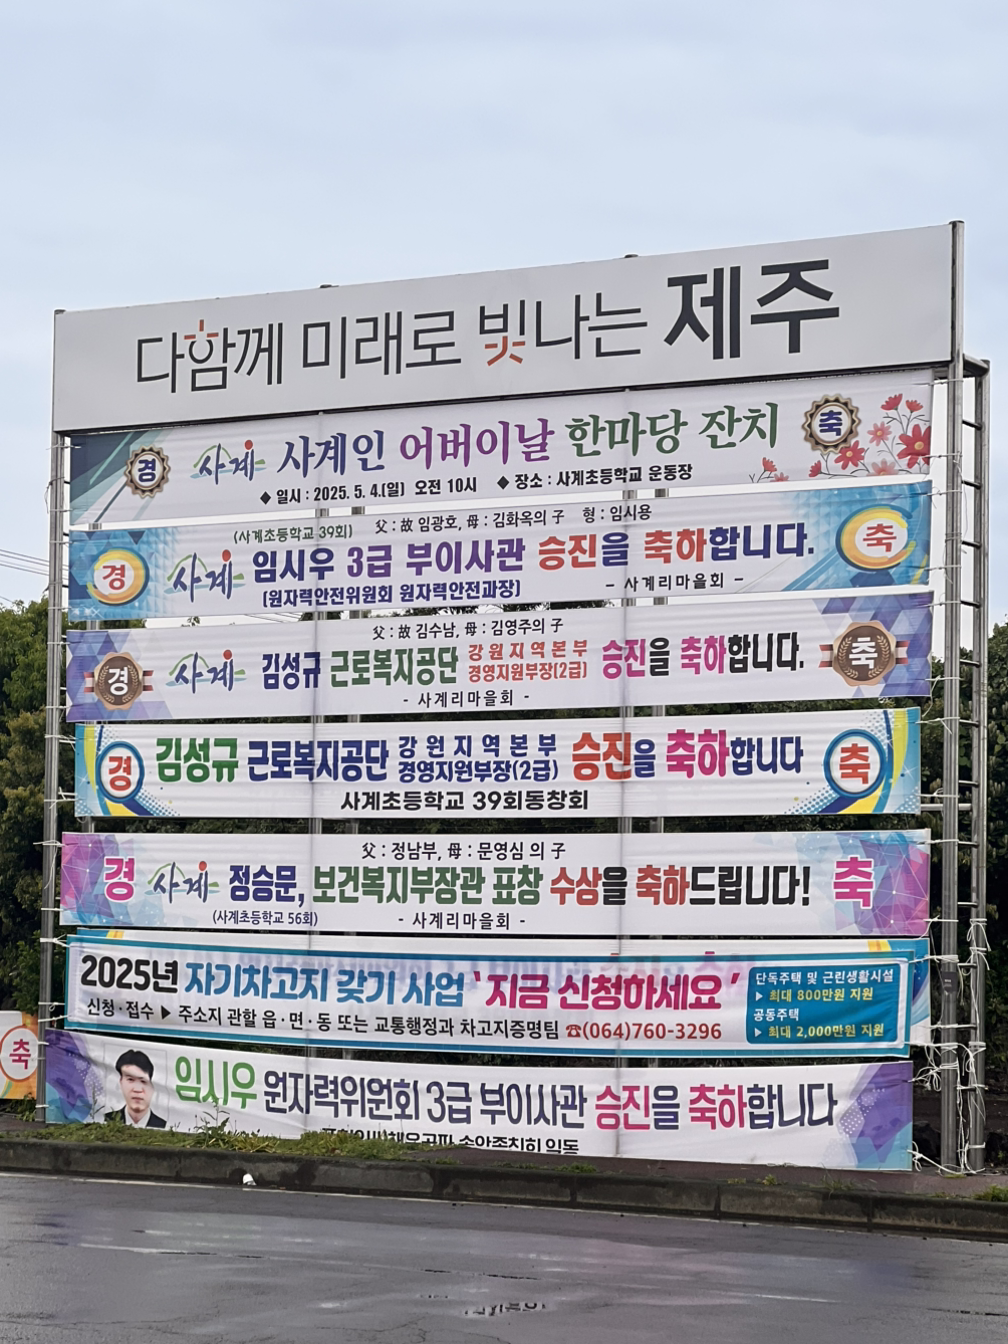 다함께 미래로 빛나는 제주
경 사계 사계인 어버이날 한마당 잔치 축
◆ 일시 : 2025. 5. 4.(일) 오전 10시 ◆ 장소 : 사계초등학교 운동장
(사계초등학교 39회) 父 : 故 임광호, 母 : 김화옥의 子 형 : 임시용
경 사계 임시우 3급 부이사관 승진을 축하합니다. 축
(원자력안전위원회 원자력안전과장) - 사계리마을회 -
父 : 故 김수남, 母 : 김영주의 子
경 사계 김성규 근로복지공단 강원지역본부 경영지원부장(2급) 승진을 축하합니다. 축
- 사계리마을회 -
경 김성규 근로복지공단 강원지역본부 경영지원부장(2급) 승진을 축하합니다 축
사계초등학교 39회동창회
父 : 정남부, 母 : 문영심 의 子
경 사계 정승문, 보건복지부장관 표창 수상을 축하드립니다! 축
(사계초등학교 56회) - 사계리마을회 -
2025년 자기차고지 갖기 사업 '지금 신청하세요'
신청·접수 ▶ 주소지 관할 읍·면·동 또는 교통행정과 차고지증명팀 ☎(064)760-3296
단독주택 및 근린생활시설
▶ 최대 800만원 지원
공동주택
▶ 최대 2,000만원 지원
축
임시우 원자력위원회 3급 부이사관 승진을 축하합니다